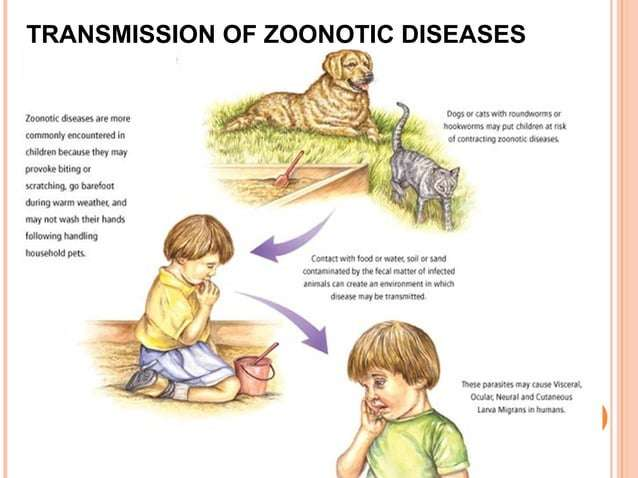 TRANSMISSION OF ZOONOTIC DISEASES
Zoonotic diseases are more
commonly encountered in
children because they may
provoke biting or
scratching, go barefoot
during warm weather, and
may not wash their hands
following handling
household pets.
Dogs or cats with roundworms or
hookworms may put children at risk
of contracting zoonotic diseases.
Contact with food or water, soil or sand
contaminated by the fecal matter of infected
animals can create an environment in which
disease may be transmitted.
These parasites may cause Visceral,
Ocular, Neural and Cutaneous
Larva Migrans in humans.